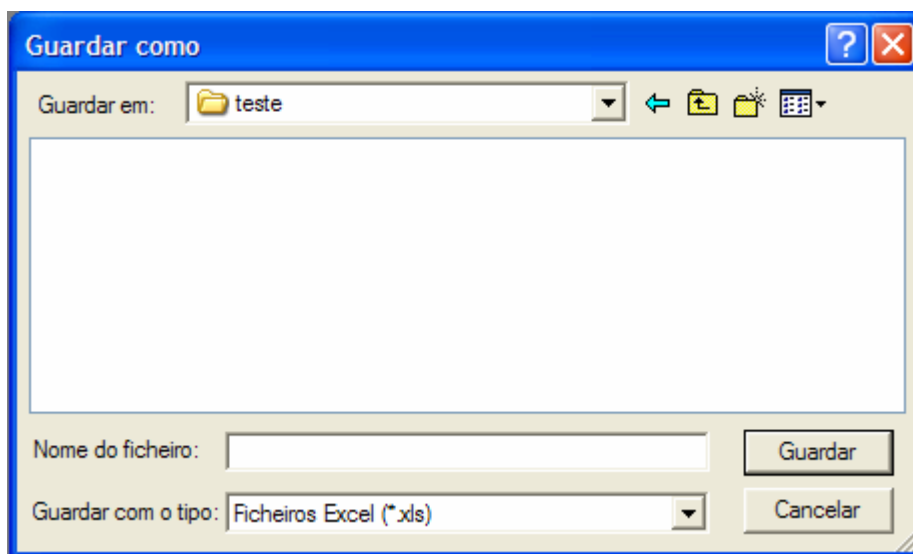 Guardar como
Guardar em: teste
Nome do ficheiro: Guardar
Guardar com o tipo: Ficheiros Excel (*.xls) Cancelar